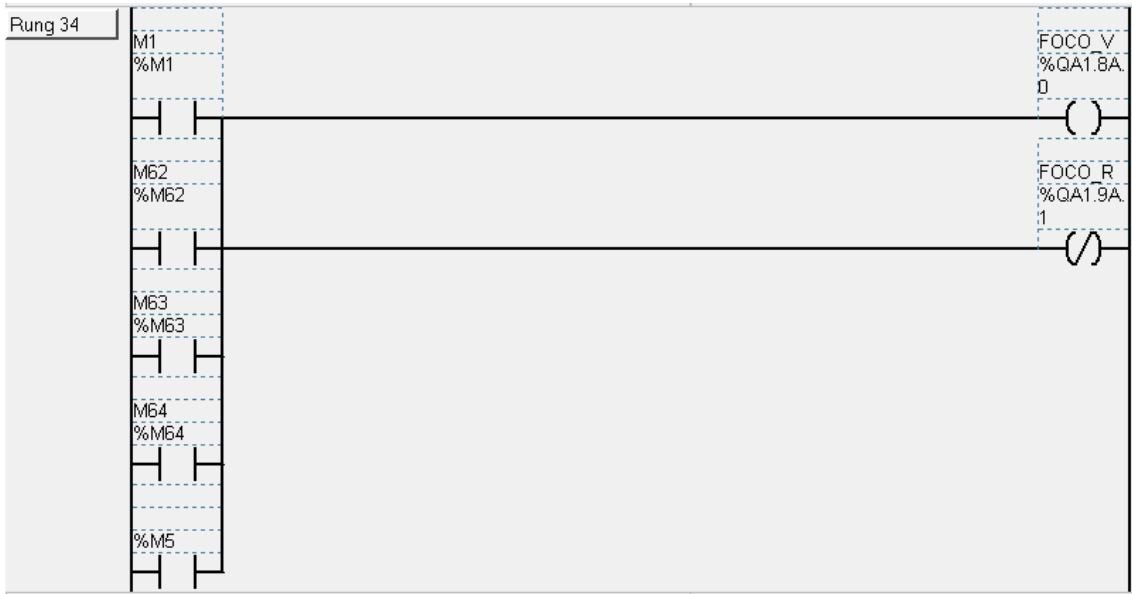 Rung 34
M1
%M1
FOCO_V
%QA1.8A.
0
M62
%M62
FOCO_R
%QA1.9A.
1
M63
%M63
M64
%M64
%M5